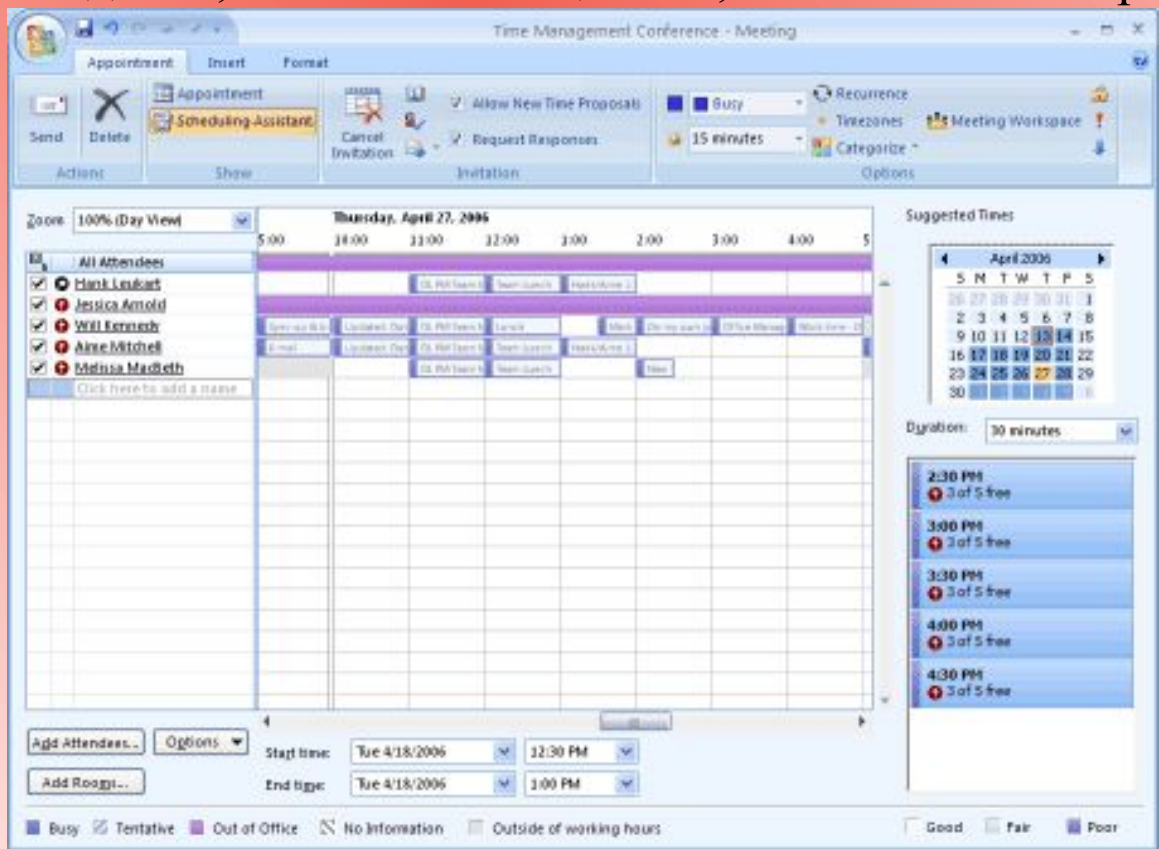 Time Management Conference - Meeting
Appointment Insert Format
Send
Delete
Appointment
Scheduling Assistant
Cancel Invitation
Allow New Time Proposals
Request Responses
Busy
15 minutes
Recurrence
Timezones
Categorize
Meeting Workspace
Actions Show Invitation Options
Zoom 100% (Day View)
Thursday, April 27, 2006
10:00 11:00 12:00 1:00 2:00 3:00 4:00 5
All Attendees
Hank Leukart
Jessica Arnold
Will Kennedy
Aime Mitchell
Melissa MacBeth
Click here to add a name
Team Lunch
Lunch
Team Lunch
Team Lunch
Suggested Times
April 2006
S M T W T F S
26 27 28 29 30 31 1
2 3 4 5 6 7 8
9 10 11 12 13 14 15
16 17 18 19 20 21 22
23 24 25 26 27 28 29
30
Duration: 30 minutes
2:30 PM
3 of 5 free
3:00 PM
3 of 5 free
3:30 PM
3 of 5 free
4:00 PM
3 of 5 free
4:30 PM
3 of 5 free
Add Attendees... Options
Add Rooms...
Start time: Tue 4/18/2006 12:30 PM
End time: Tue 4/18/2006 1:00 PM
Busy Tentative Out of Office No Information Outside of working hours
Good Fair Poor